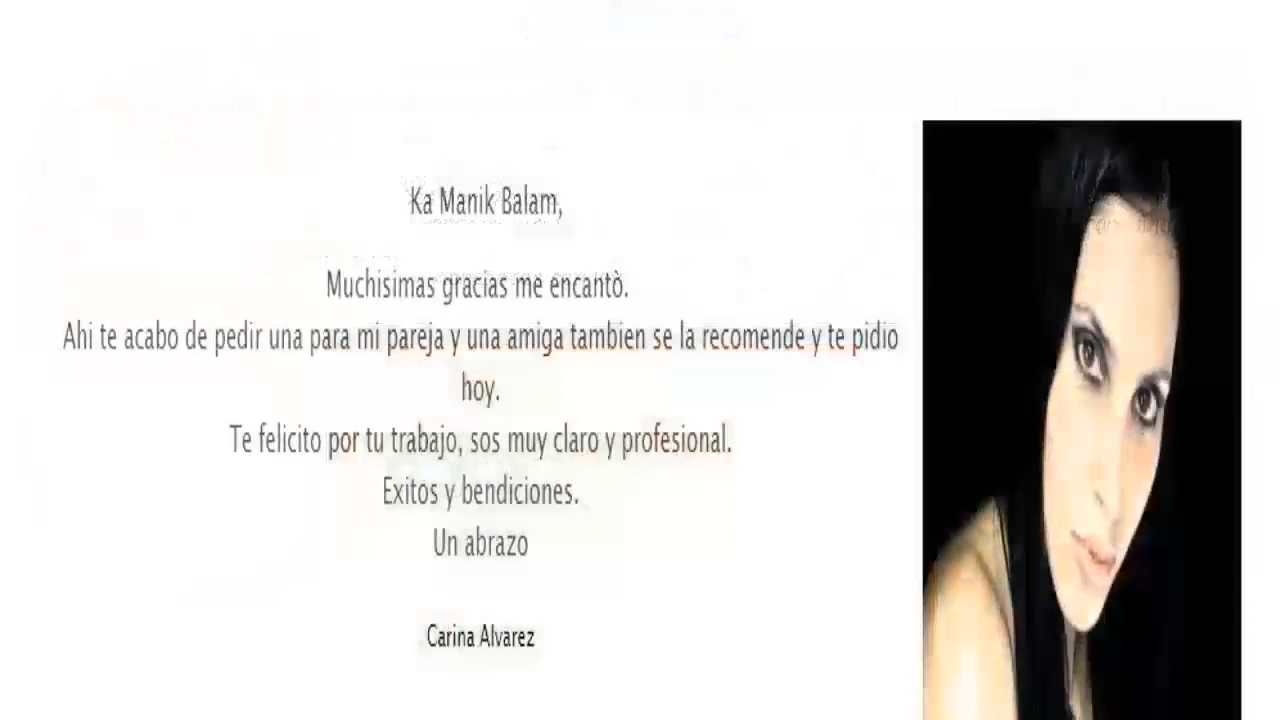 Ka Manik Balam,
Muchisimas gracias me encantò.
Ahi te acabo de pedir una para mi pareja y una amiga tambien se la recomende y te pidio
hoy.
Te felicito por tu trabajo, sos muy claro y profesional.
Exitos y bendiciones.
Un abrazo
Carina Alvarez